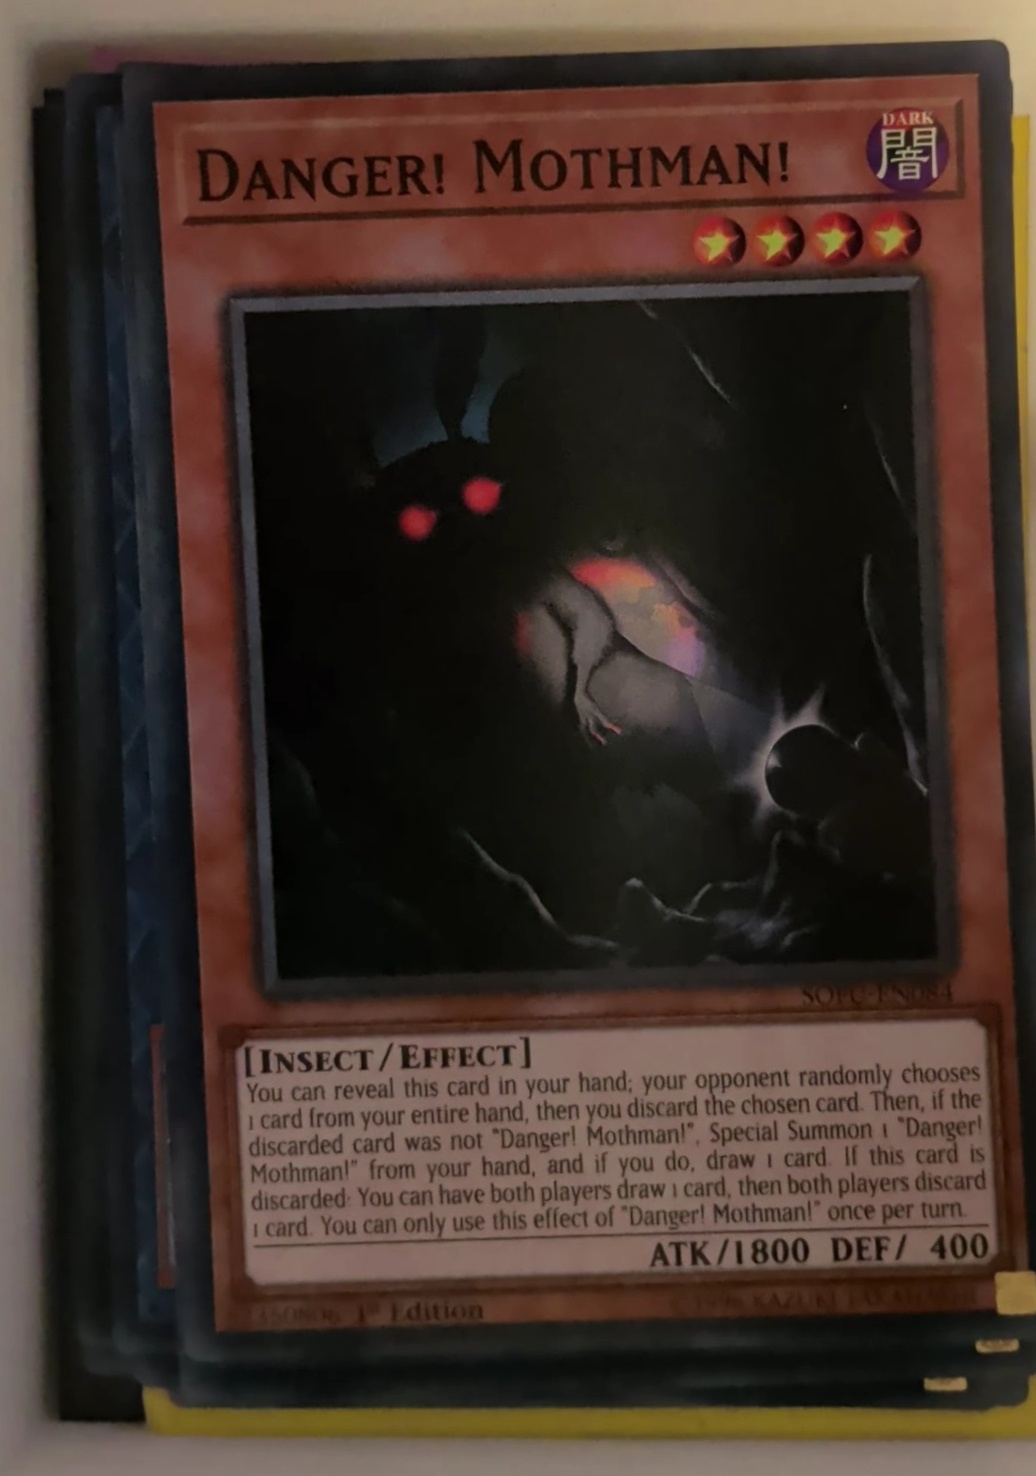 DANGER! MOTHMAN!
DARK
闇
SOFU-EN084
[INSECT/EFFECT]
You can reveal this card in your hand; your opponent randomly chooses
1 card from your entire hand, then you discard the chosen card. Then, if the
discarded card was not "Danger! Mothman!", Special Summon 1 "Danger!
Mothman!" from your hand, and if you do, draw 1 card. If this card is
discarded: You can have both players draw 1 card, then both players discard
1 card. You can only use this effect of "Danger! Mothman!" once per turn.
ATK/1800 DEF/ 400
1st Edition
KAZUKI TAKAHASHI